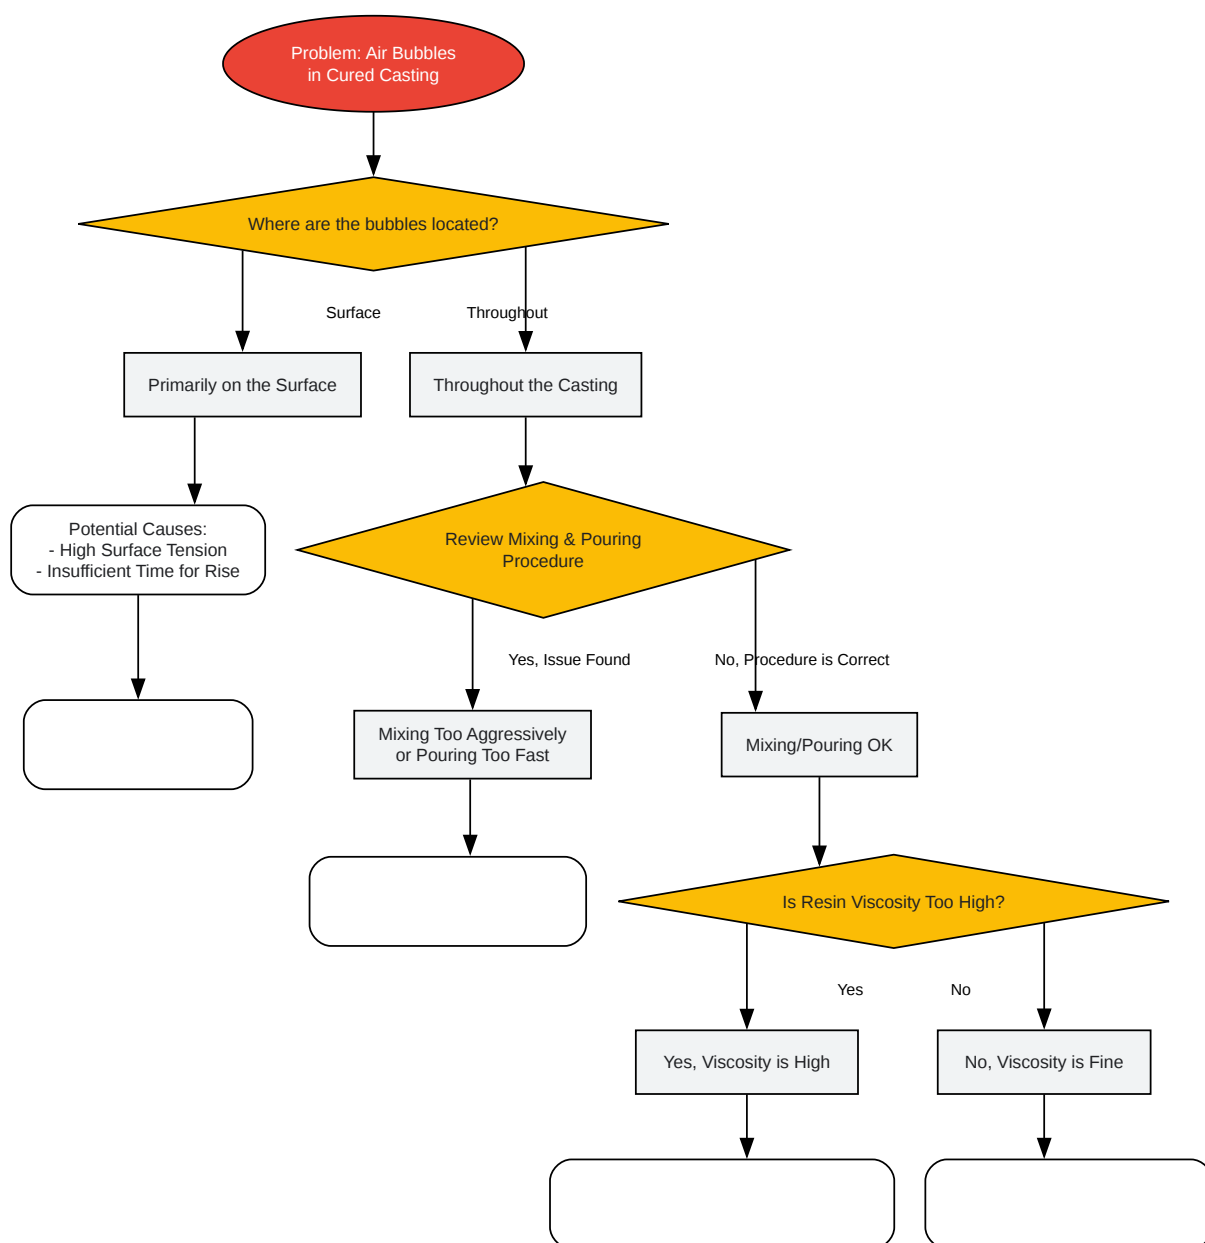 Problem: Air Bubbles
in Cured Casting
Where are the bubbles located?
Surface
Throughout
Primarily on the Surface
Throughout the Casting
Potential Causes:
- High Surface Tension
- Insufficient Time for Rise
Review Mixing & Pouring
Procedure
Yes, Issue Found
No, Procedure is Correct
Mixing Too Aggressively
or Pouring Too Fast
Mixing/Pouring OK
Is Resin Viscosity Too High?
Yes
No
Yes, Viscosity is High
No, Viscosity is Fine